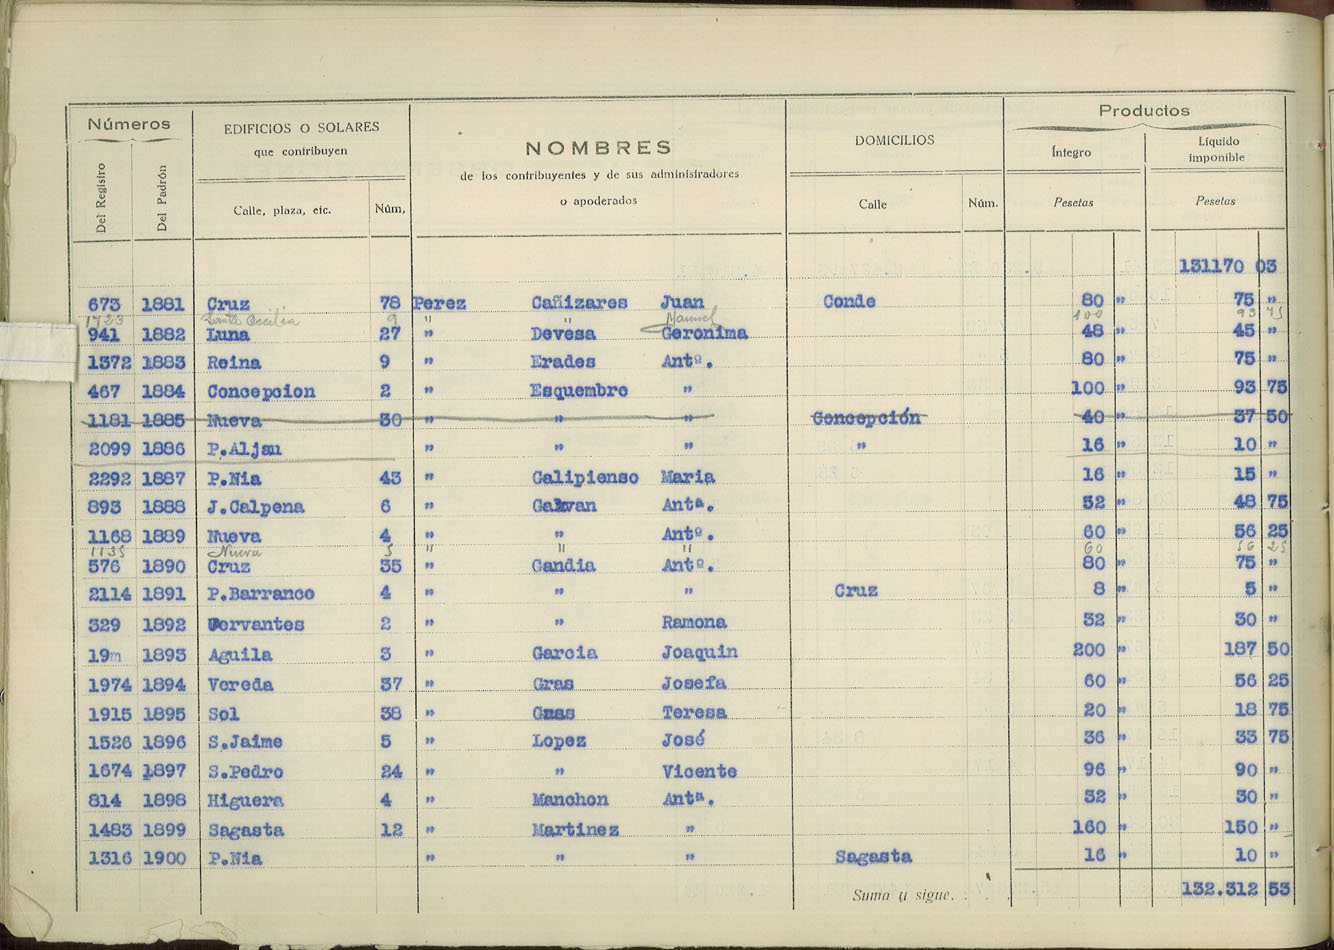 Números EDIFICIOS O SOLARES NOMBRES DOMICILIOS Productos
que contribuyen de los contribuyentes y de sus administradores Íntegro Líquido imponible
Del Registro Del Padrón Calle, plaza, etc. Núm. o apoderados Calle Núm. Pesetas Pesetas
131170 03
673 1881 Cruz 78 Perez Cañizares Juan Conde 80 " 75 "
1723 Santa Cecilia 9 " " Manuel 100 93 75
941 1882 Luna 27 " Devesa Geronima 48 " 45 "
1372 1883 Reina 9 " Erades Antº. 80 " 75 "
467 1884 Concepcion 2 " Esquembre " 100 " 93 75
1181 1885 Nueva 30 " " " Concepción 40 " 37 50
2099 1886 P.Aljau " " " " 16 " 10 "
2292 1887 P.Nia 43 " Galipienso Maria 16 " 15 "
893 1888 J.Calpena 6 " Galvan Antª. 52 " 48 75
1168 1889 Nueva 4 " " Antº. 60 " 56 25
1135 Nueva 5 " " " 60 56 25
576 1890 Cruz 35 " Gandia Antº. 80 " 75 "
2114 1891 P.Barranco 4 " " " Cruz 8 " 5 "
329 1892 Cervantes 2 " " Ramona 32 " 30 "
19m 1893 Aguila 3 " Garcia Joaquin 200 " 187 50
1974 1894 Vereda 37 " Gras Josefa 60 " 56 25
1915 1895 Sol 38 " Gras Teresa 20 " 18 75
1526 1896 S.Jaime 5 " Lopez José 36 " 33 75
1674 1897 S.Pedro 24 " " Vicente 96 " 90 "
814 1898 Higuera 4 " Manchon Antª. 32 " 30 "
1483 1899 Sagasta 12 " Martinez " 160 " 150 "
1316 1900 P.Nia " " " Sagasta 16 " 10 "
Suma y sigue. . . 132.312 53